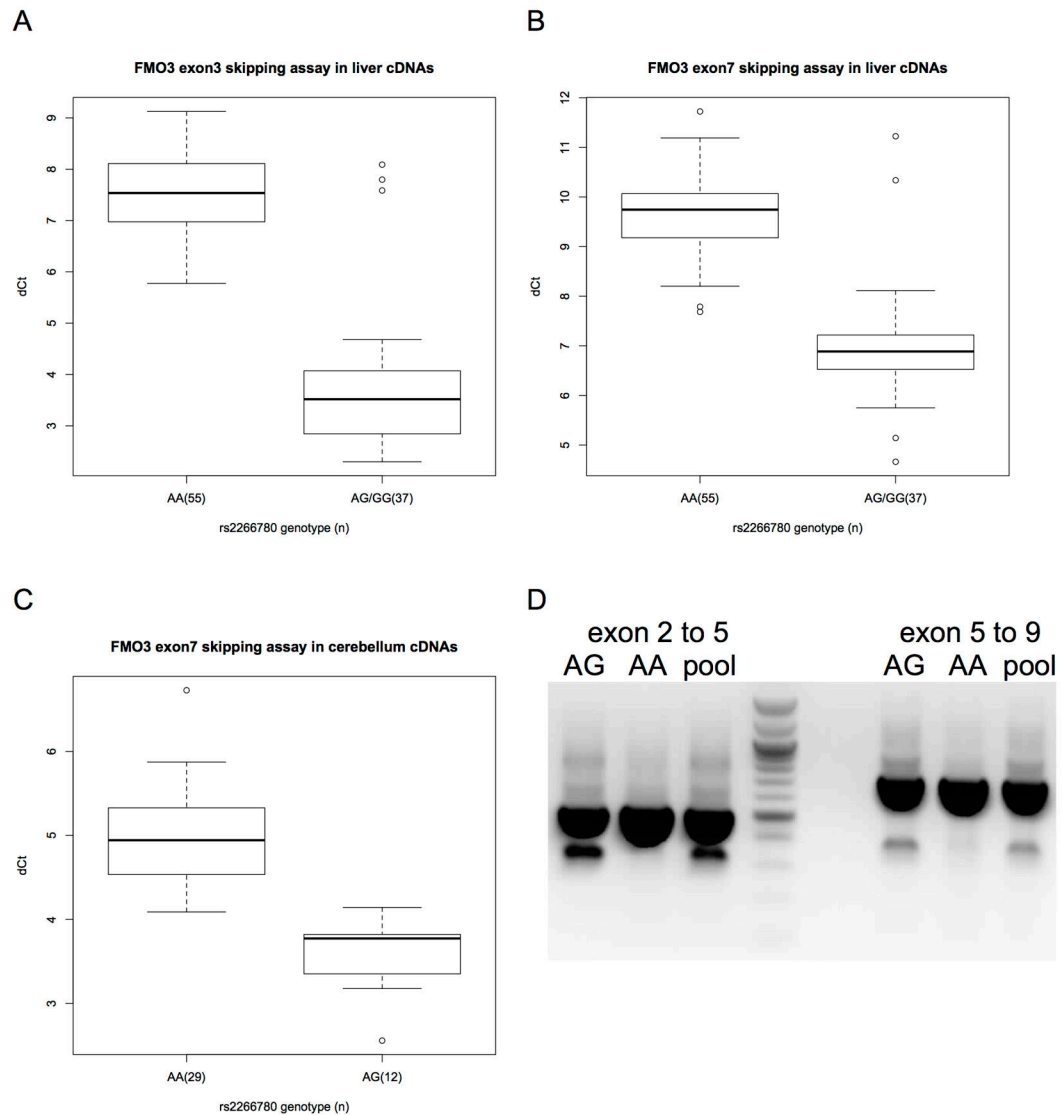 A
FMO3 exon3 skipping assay in liver cDNAs
9
8
7
6
5
4
3
dCt
AA(55)
AG/GG(37)
rs2266780 genotype (n)
B
FMO3 exon7 skipping assay in liver cDNAs
12
11
10
9
8
7
6
5
dCt
AA(55)
AG/GG(37)
rs2266780 genotype (n)
C
FMO3 exon7 skipping assay in cerebellum cDNAs
6
5
4
3
dCt
AA(29)
AG(12)
rs2266780 genotype (n)
D
exon 2 to 5
AG AA pool
exon 5 to 9
AG AA pool